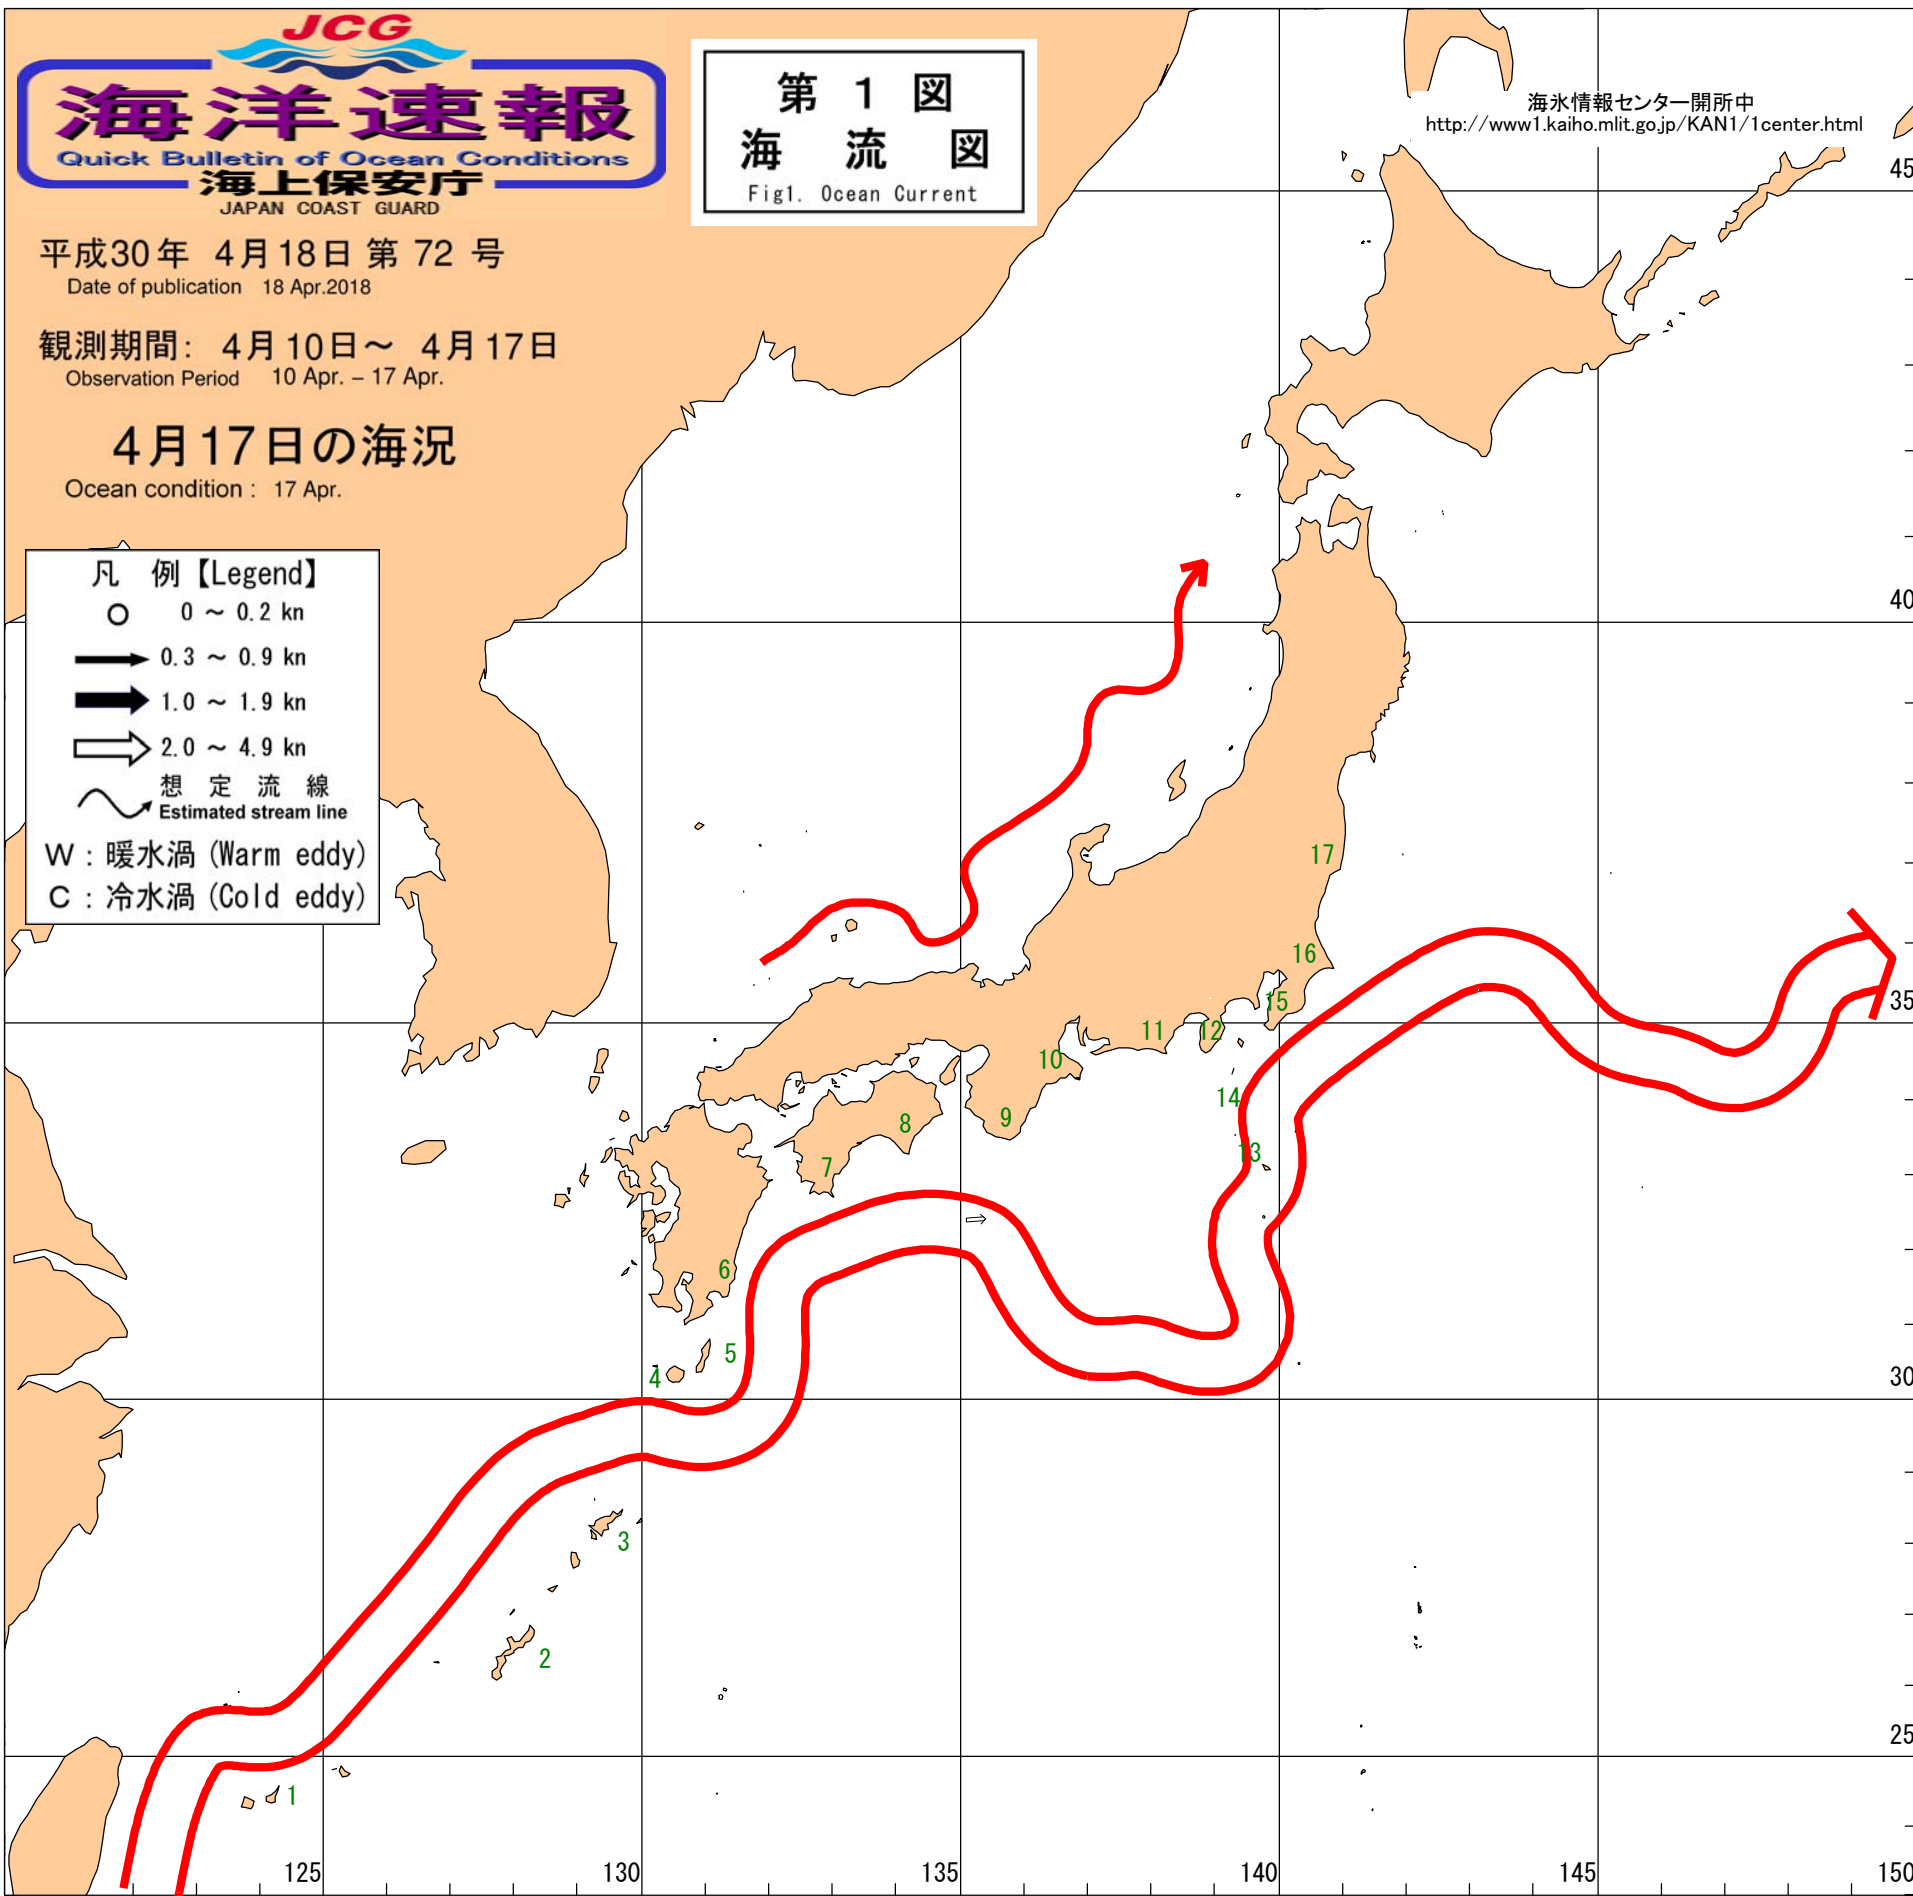 JCG
海洋速報
Quick Bulletin of Ocean Conditions
海上保安庁
JAPAN COAST GUARD
第 1 図
海 流 図
Fig1. Ocean Current
海氷情報センター開所中
http://www1.kaiho.mlit.go.jp/KAN1/1center.html
平成30年 4月18日 第 72 号
Date of publication 18 Apr.2018
観測期間: 4月10日～ 4月17日
Observation Period 10 Apr. – 17 Apr.
4月17日の海況
Ocean condition : 17 Apr.
凡 例【Legend】
0 ～ 0.2 kn
0.3 ～ 0.9 kn
1.0 ～ 1.9 kn
2.0 ～ 4.9 kn
想 定 流 線
Estimated stream line
W : 暖水渦 (Warm eddy)
C : 冷水渦 (Cold eddy)
45
40
17
16
35
15
11
12
10
14
9
8
13
7
6
5
4
30
3
2
25
1
125
130
135
140
145
150